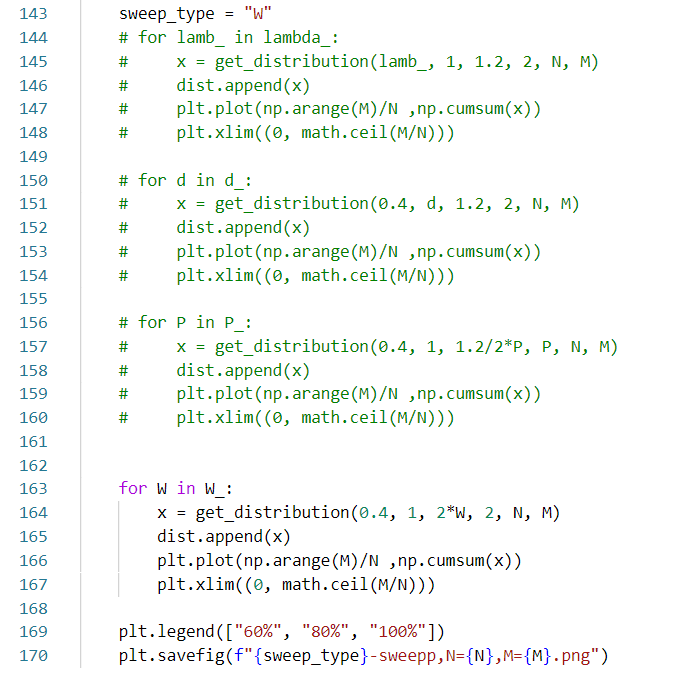 143 sweep_type = "W"
144 # for lamb_ in lambda_:
145 #     x = get_distribution(lamb_, 1, 1.2, 2, N, M)
146 #     dist.append(x)
147 #     plt.plot(np.arange(M)/N ,np.cumsum(x))
148 #     plt.xlim((0, math.ceil(M/N)))
149
150 # for d in d_:
151 #     x = get_distribution(0.4, d, 1.2, 2, N, M)
152 #     dist.append(x)
153 #     plt.plot(np.arange(M)/N ,np.cumsum(x))
154 #     plt.xlim((0, math.ceil(M/N)))
155
156 # for P in P_:
157 #     x = get_distribution(0.4, 1, 1.2/2*P, P, N, M)
158 #     dist.append(x)
159 #     plt.plot(np.arange(M)/N ,np.cumsum(x))
160 #     plt.xlim((0, math.ceil(M/N)))
161
162
163 for W in W_:
164     x = get_distribution(0.4, 1, 2*W, 2, N, M)
165     dist.append(x)
166     plt.plot(np.arange(M)/N ,np.cumsum(x))
167     plt.xlim((0, math.ceil(M/N)))
168
169 plt.legend(["60%", "80%", "100%"])
170 plt.savefig(f"{sweep_type}-sweepp,N={N},M={M}.png")